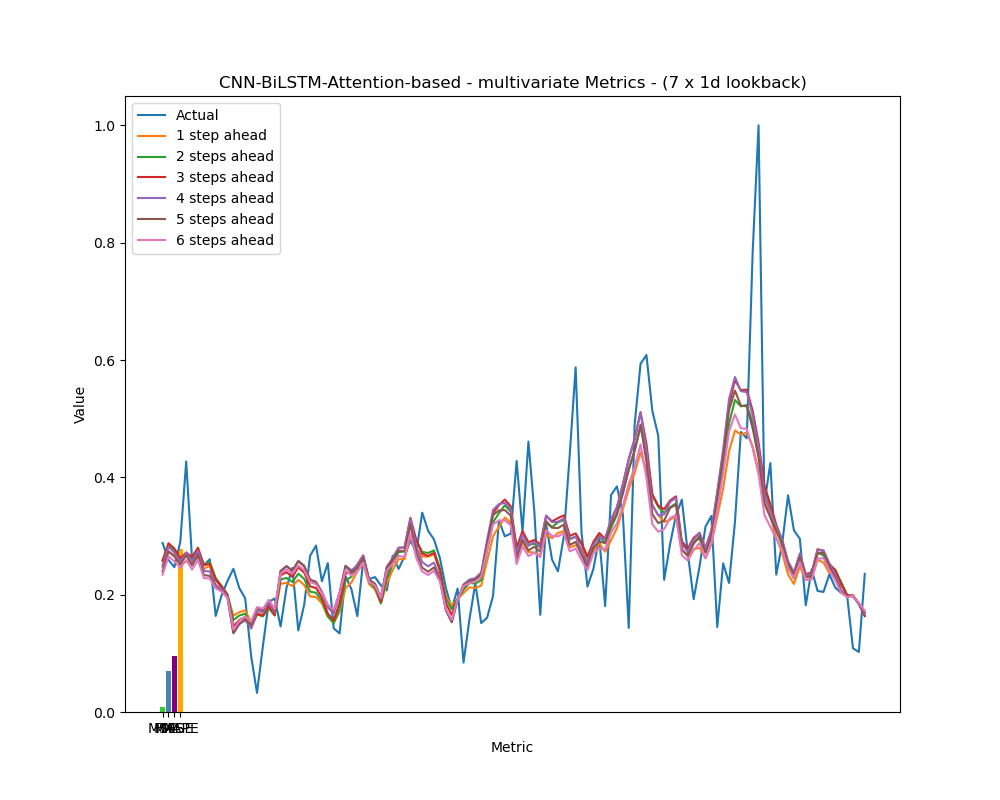 CNN-BiLSTM-Attention-based - multivariate Metrics - (7 x 1d lookback)
Actual
1 step ahead
2 steps ahead
3 steps ahead
4 steps ahead
5 steps ahead
6 steps ahead
1.0
0.8
0.6
0.4
0.2
0.0
Value
Metric